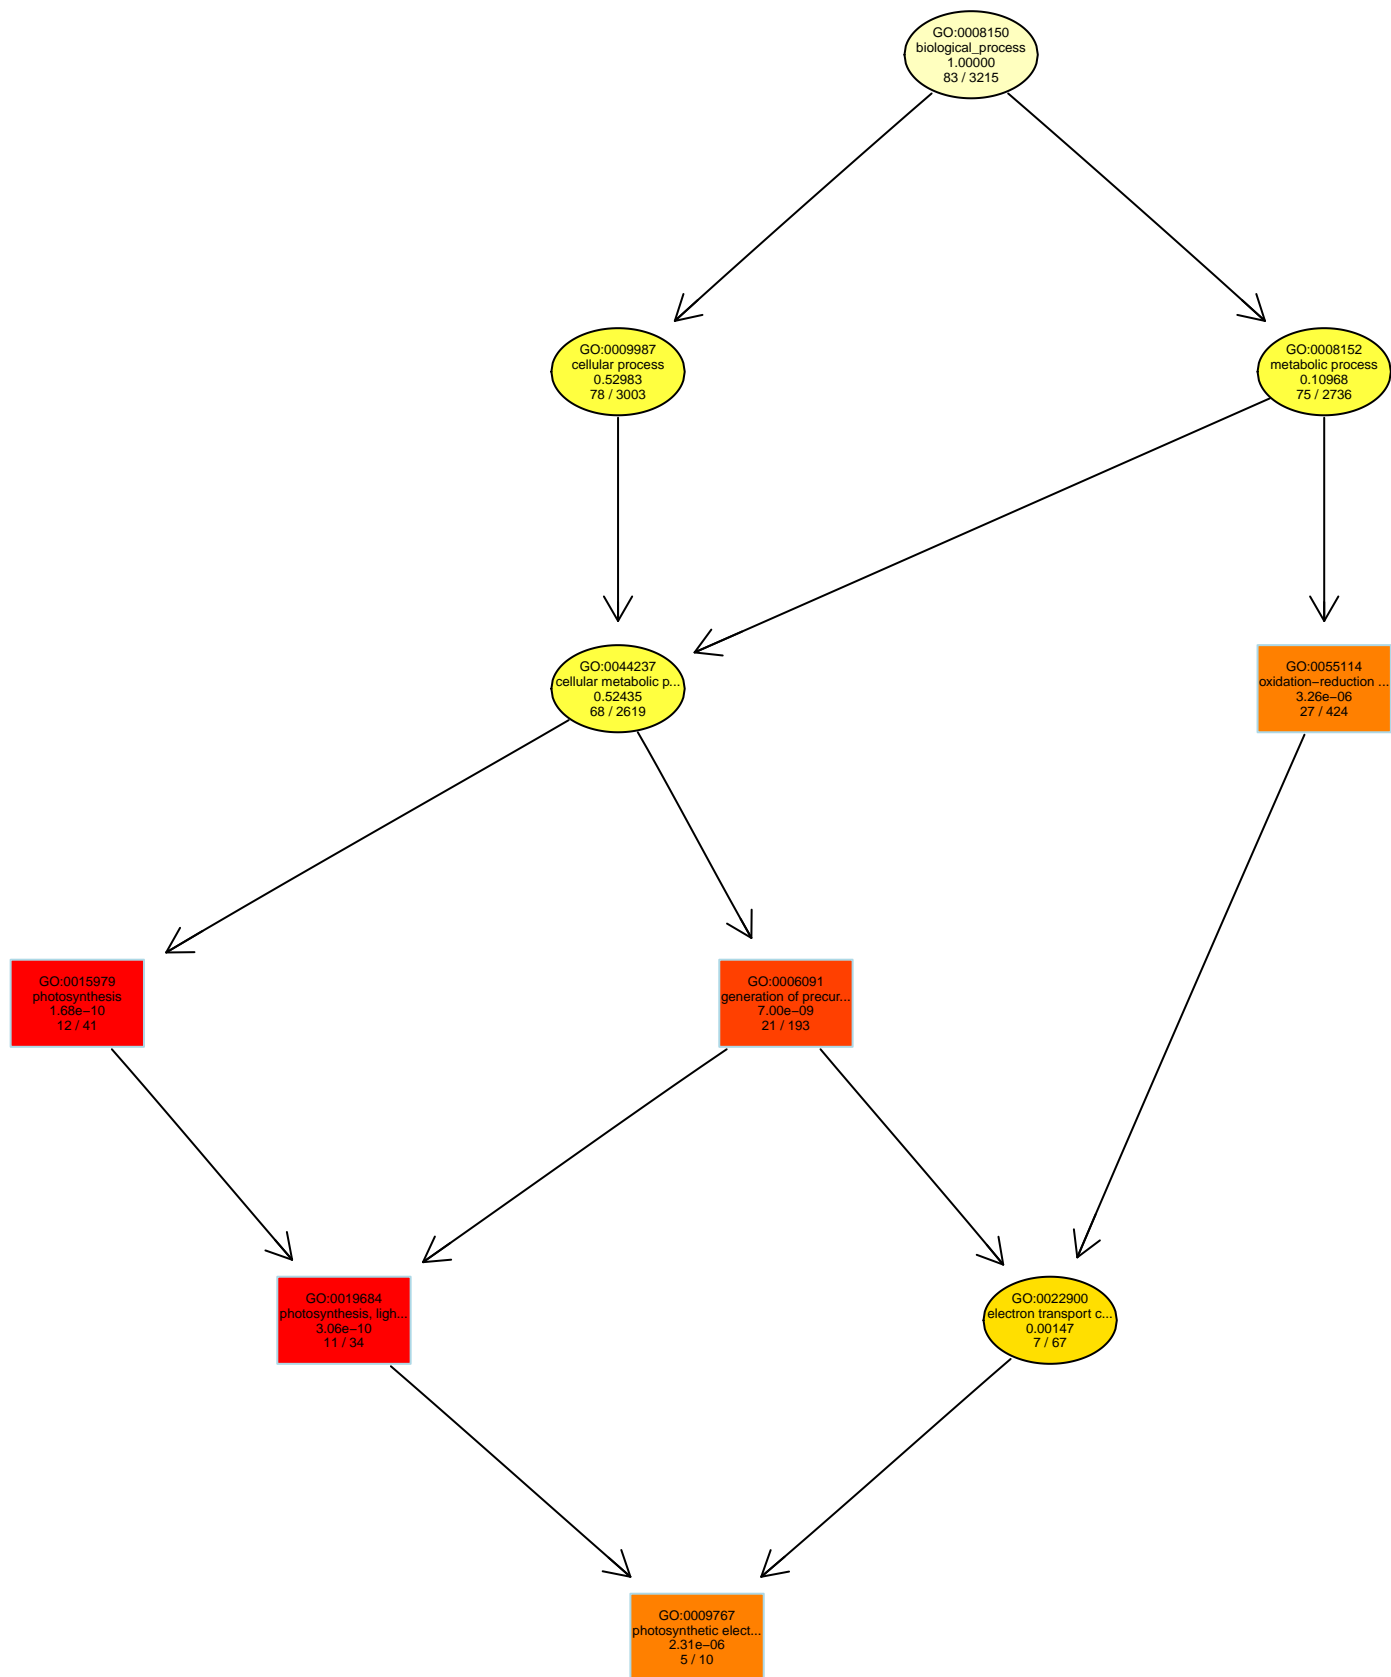 GO:0008150
biological_process
1.00000
83 / 3215
GO:0009987
cellular process
0.52983
78 / 3003
GO:0008152
metabolic process
0.10968
75 / 2736
GO:0044237
cellular metabolic p...
0.52435
68 / 2619
GO:0055114
oxidation−reduction ...
3.26e−06
27 / 424
GO:0015979
photosynthesis
1.68e−10
12 / 41
GO:0006091
generation of precur...
7.00e−09
21 / 193
GO:0019684
photosynthesis, ligh...
3.06e−10
11 / 34
GO:0022900
electron transport c...
0.00147
7 / 67
GO:0009767
photosynthetic elect...
2.31e−06
5 / 10